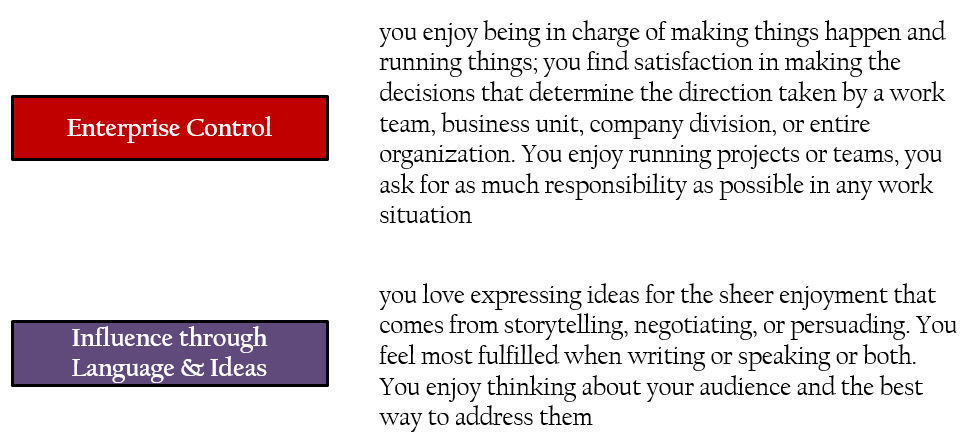 Enterprise Control
you enjoy being in charge of making things happen and
running things; you find satisfaction in making the
decisions that determine the direction taken by a work
team, business unit, company division, or entire
organization. You enjoy running projects or teams, you
ask for as much responsibility as possible in any work
situation
Influence through
Language & Ideas
you love expressing ideas for the sheer enjoyment that
comes from storytelling, negotiating, or persuading. You
feel most fulfilled when writing or speaking or both.
You enjoy thinking about your audience and the best
way to address them